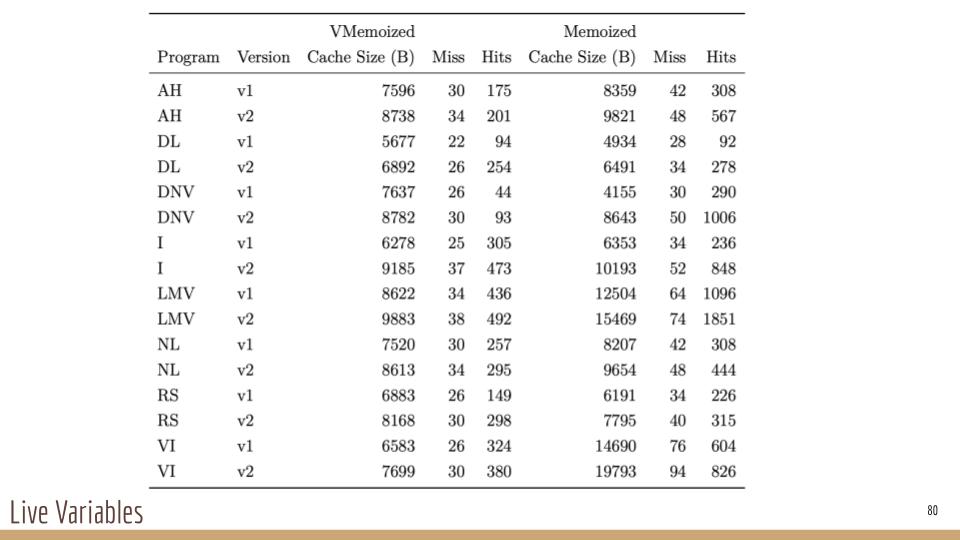 VMemoized Memoized
Program Version Cache Size (B) Miss Hits Cache Size (B) Miss Hits
AH v1 7596 30 175 8359 42 308
AH v2 8738 34 201 9821 48 567
DL v1 5677 22 94 4934 28 92
DL v2 6892 26 254 6491 34 278
DNV v1 7637 26 44 4155 30 290
DNV v2 8782 30 93 8643 50 1006
I v1 6278 25 305 6353 34 236
I v2 9185 37 473 10193 52 848
LMV v1 8622 34 436 12504 64 1096
LMV v2 9883 38 492 15469 74 1851
NL v1 7520 30 257 8207 42 308
NL v2 8613 34 295 9654 48 444
RS v1 6883 26 149 6191 34 226
RS v2 8168 30 298 7795 40 315
VI v1 6583 26 324 14690 76 604
VI v2 7699 30 380 19793 94 826
Live Variables
80